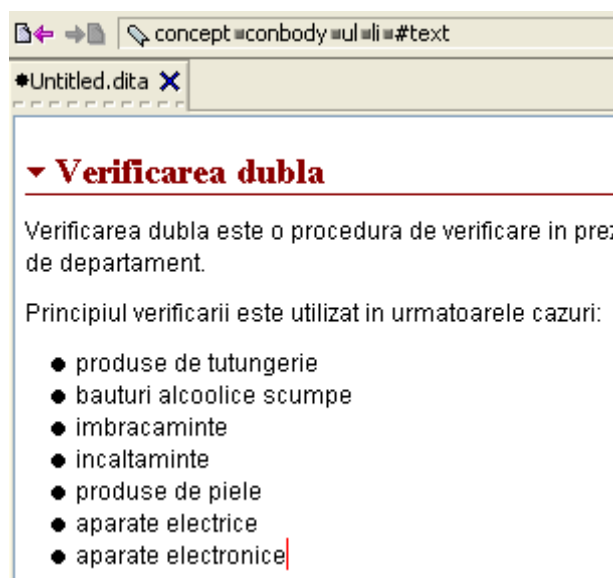 concept conbody ul li #text
*Untitled.dita
Verificarea dubla
Verificarea dubla este o procedura de verificare in
de departament.
Principiul verificarii este utilizat in urmatoarele cazuri:
produse de tutungerie
bauturi alcoolice scumpe
imbracaminte
incaltaminte
produse de piele
aparate electrice
aparate electronice